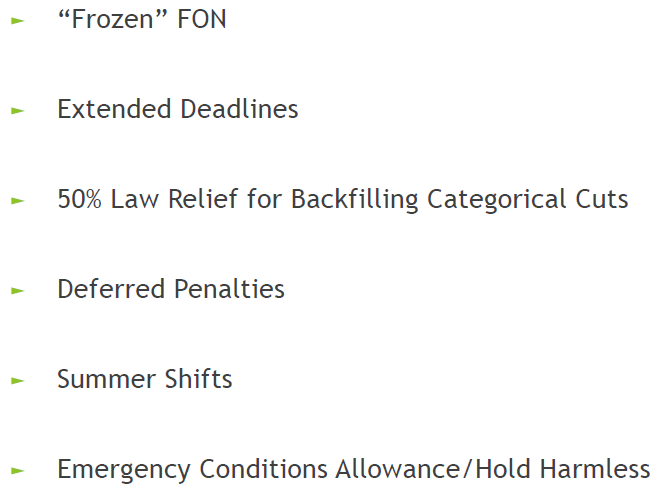 “Frozen” FON
Extended Deadlines
50% Law Relief for Backfilling Categorical Cuts
Deferred Penalties
Summer Shifts
Emergency Conditions Allowance/Hold Harmless